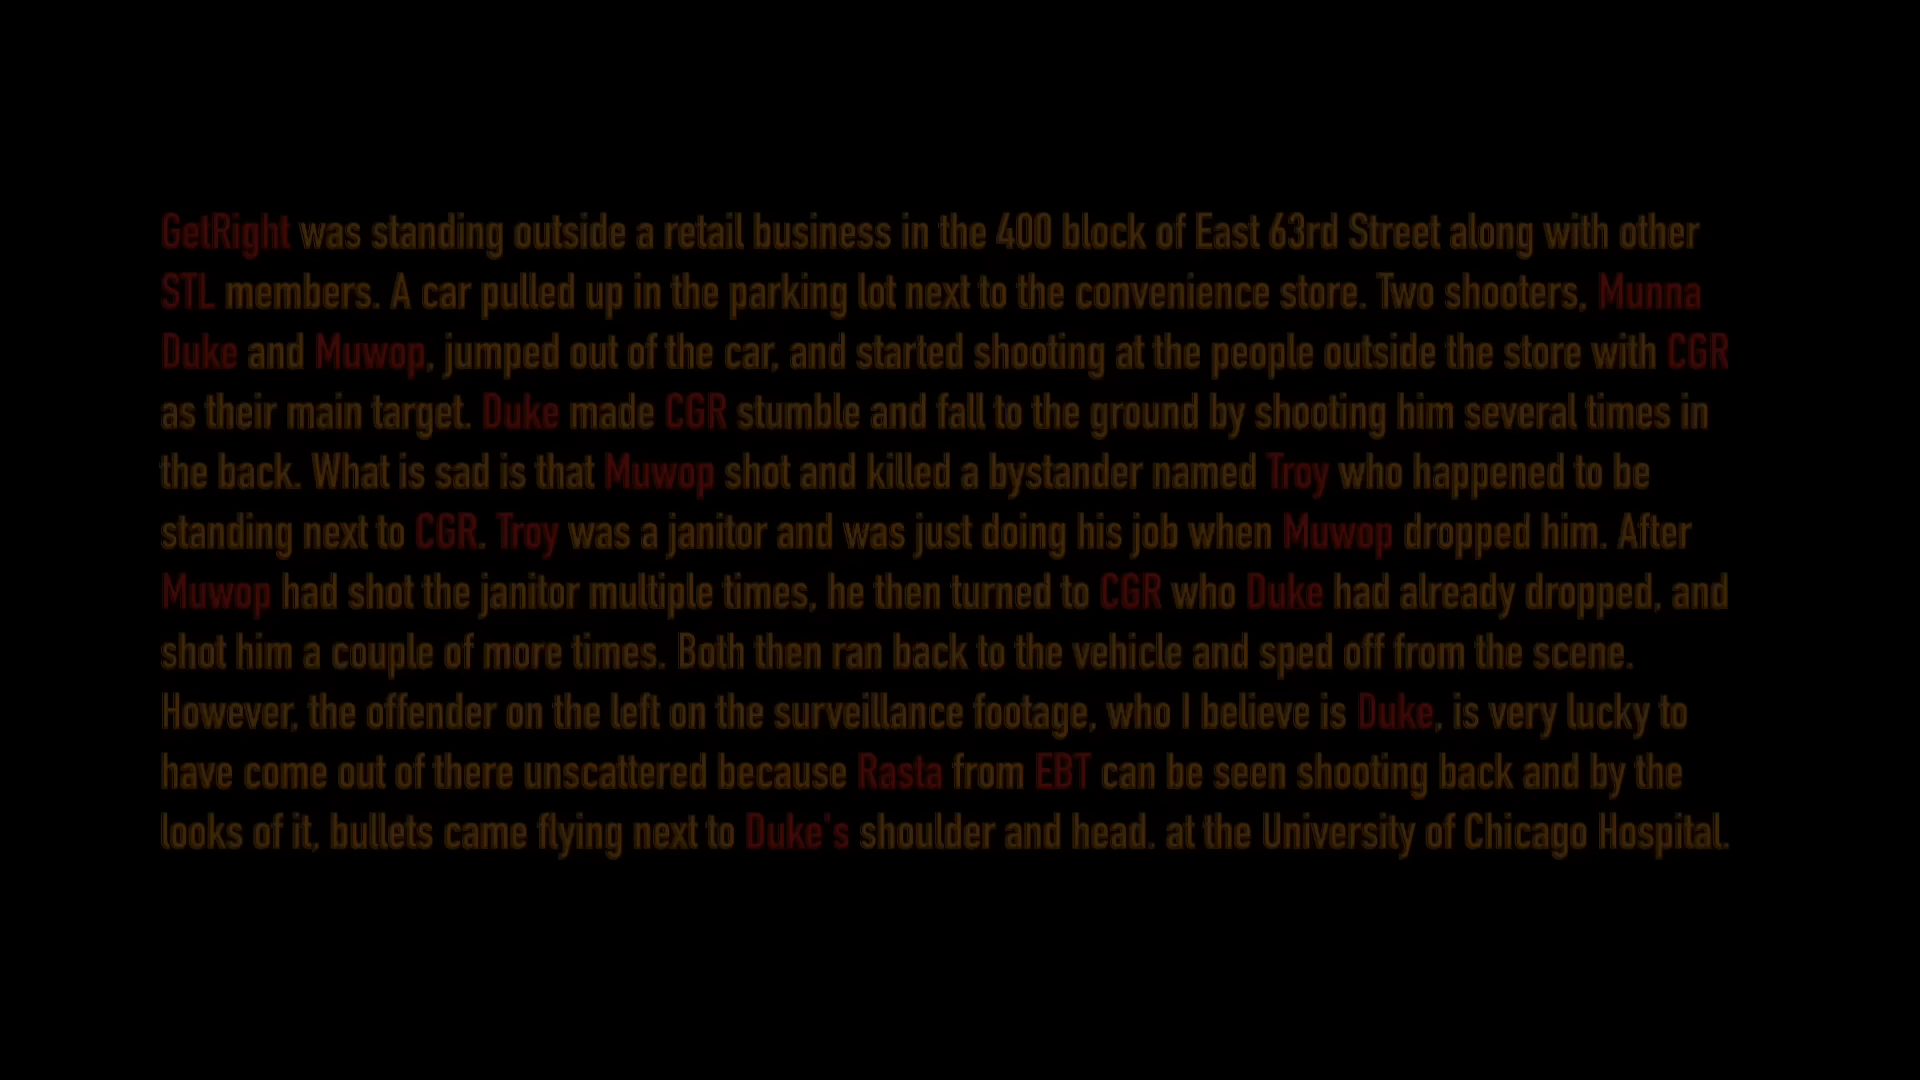 GetRight was standing outside a retail business in the 400 block of East 63rd Street along with other
STL members. A car pulled up in the parking lot next to the convenience store. Two shooters, Munna
Duke and Muwop, jumped out of the car, and started shooting at the people outside the store with CGR
as their main target. Duke made CGR stumble and fall to the ground by shooting him several times in
the back. What is sad is that Muwop shot and killed a bystander named Troy who happened to be
standing next to CGR. Troy was a janitor and was just doing his job when Muwop dropped him. After
Muwop had shot the janitor multiple times, he then turned to CGR who Duke had already dropped, and
shot him a couple of more times. Both then ran back to the vehicle and sped off from the scene.
However, the offender on the left on the surveillance footage, who I believe is Duke, is very lucky to
have come out of there unscattered because Rasta from EBT can be seen shooting back and by the
looks of it, bullets came flying next to Duke's shoulder and head. at the University of Chicago Hospital.